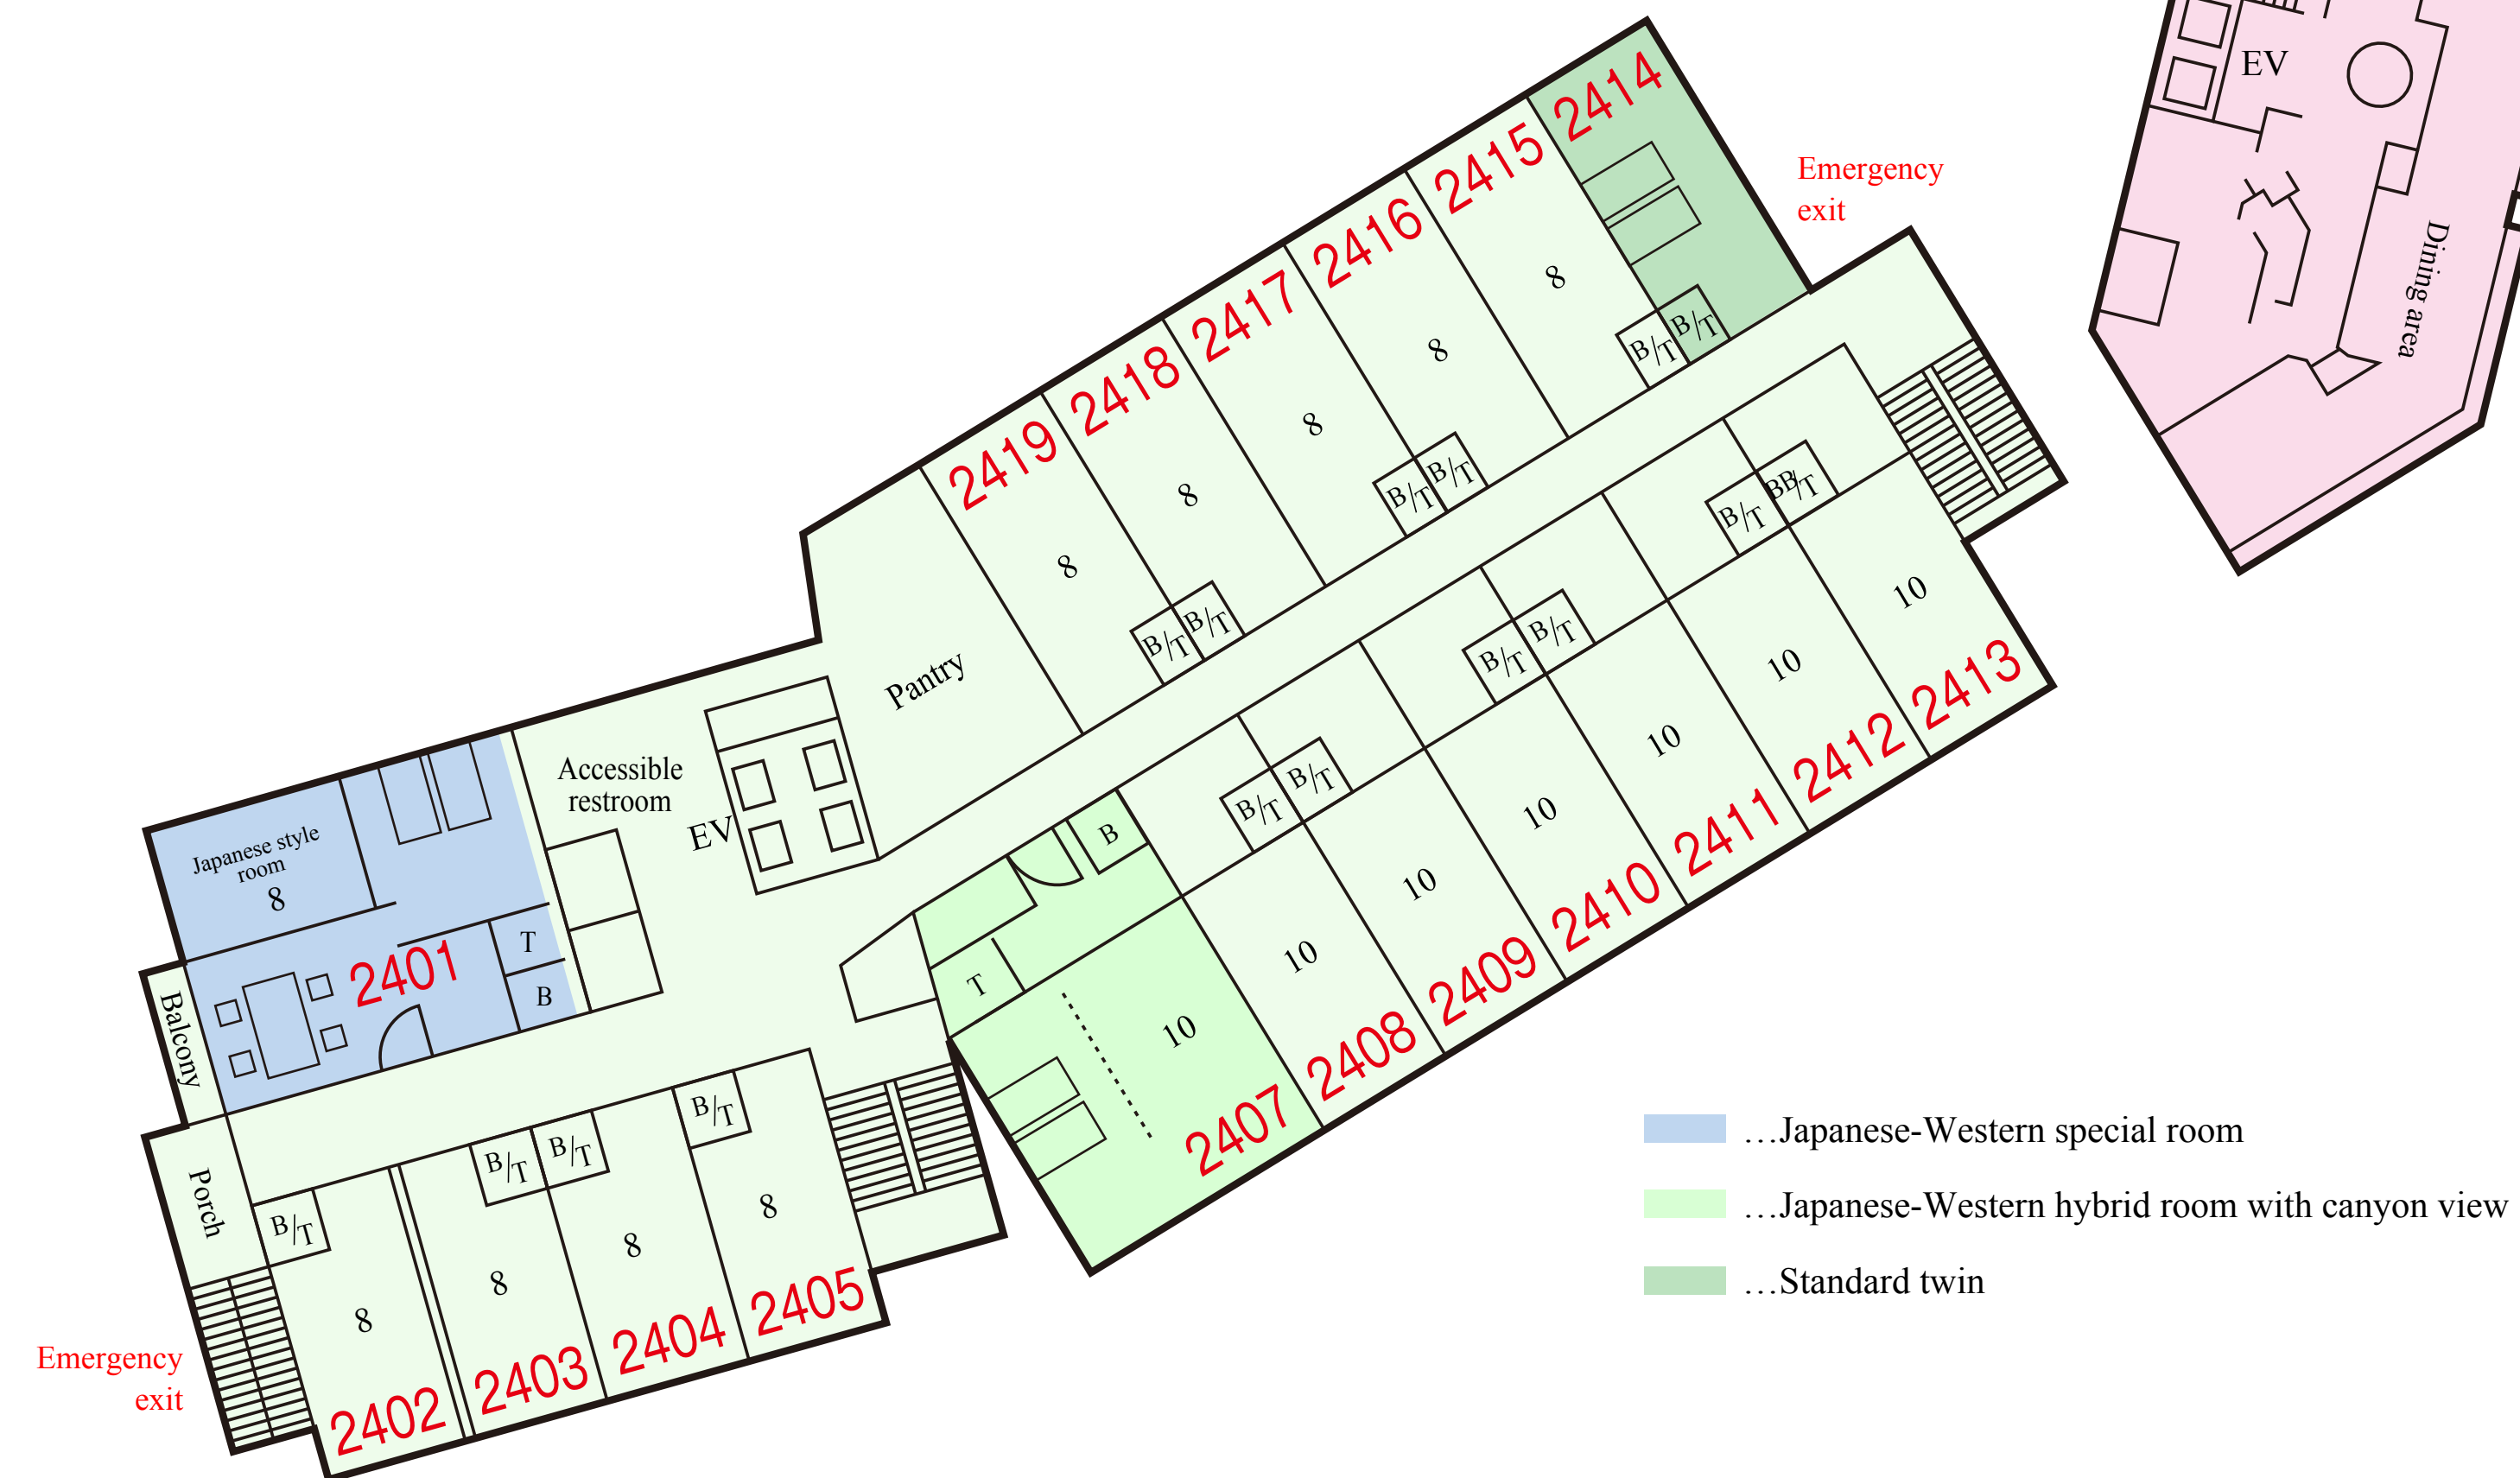 EV
Dining area
Emergency
exit
2414
2415
2416
2417
2418
2419
8
8
8
8
8
B/T
B/T
B/T
B/T
B/T
B/T
Pantry
Accessible
restroom
EV
Japanese style
room
8
2401
T
B
Balcony
Porch
B/T
B/T
B/T
B/T
8
8
8
8
2402
2403
2404
2405
Emergency
exit
B
T
10
2407
B/T
B/T
B/T
B/T
B/T
BB/T
10
10
10
10
10
10
2408
2409
2410
2411
2412
2413
…Japanese-Western special room
…Japanese-Western hybrid room with canyon view
…Standard twin